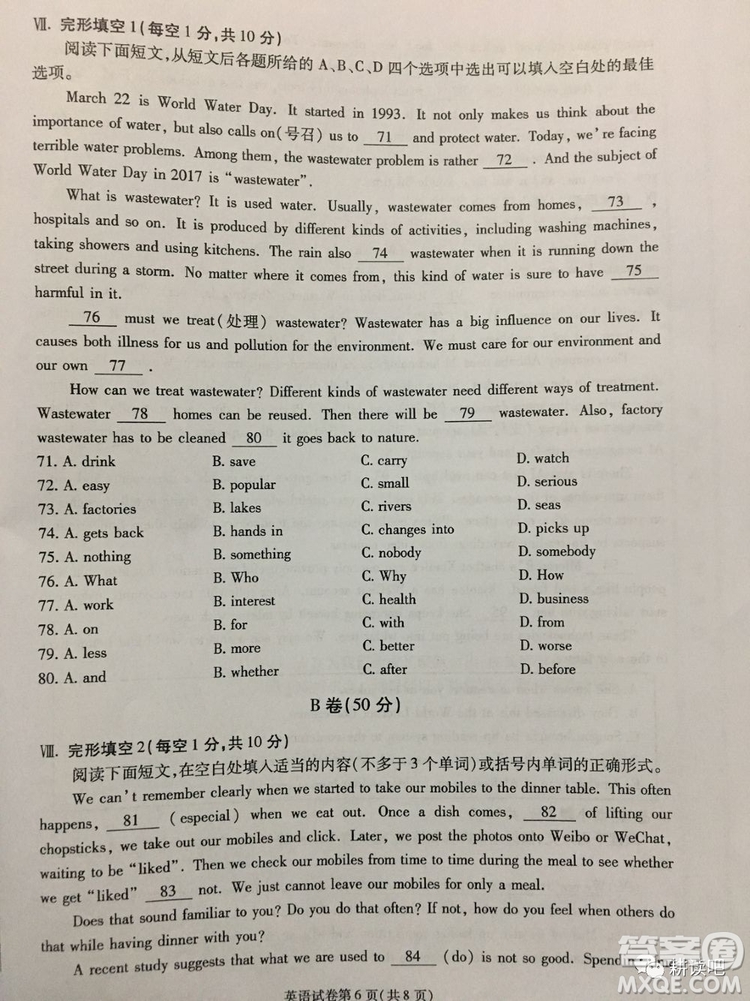 Ⅶ. 完形填空1(每空1分,共10分)
阅读下面短文,从短文后各题所给的A、B、C、D四个选项中选出可以填入空白处的最佳
选项。
March 22 is World Water Day. It started in 1993. It not only makes us think about the
importance of water, but also calls on(号召) us to 71 and protect water. Today, we're facing
terrible water problems. Among them, the wastewater problem is rather 72 . And the subject of
World Water Day in 2017 is "wastewater".
What is wastewater? It is used water. Usually, wastewater comes from homes, 73 ,
hospitals and so on. It is produced by different kinds of activities, including washing machines,
taking showers and using kitchens. The rain also 74 wastewater when it is running down the
street during a storm. No matter where it comes from, this kind of water is sure to have 75
harmful in it.
76 must we treat(处理) wastewater? Wastewater has a big influence on our lives. It
causes both illness for us and pollution for the environment. We must care for our environment and
our own 77 .
How can we treat wastewater? Different kinds of wastewater need different ways of treatment.
Wastewater 78 homes can be reused. Then there will be 79 wastewater. Also, factory
wastewater has to be cleaned 80 it goes back to nature.
71. A. drink B. save C. carry D. watch
72. A. easy B. popular C. small D. serious
73. A. factories B. lakes C. rivers D. seas
74. A. gets back B. hands in C. changes into D. picks up
75. A. nothing B. something C. nobody D. somebody
76. A. What B. Who C. Why D. How
77. A. work B. interest C. health D. business
78. A. on B. for C. with D. from
79. A. less B. more C. better D. worse
80. A. and B. whether C. after D. before
B卷(50分)
Ⅷ. 完形填空2(每空1分,共10分)
阅读下面短文,在空白处填入适当的内容(不多于3个单词)或括号内单词的正确形式。
We can't remember clearly when we started to take our mobiles to the dinner table. This often
happens, 81 (especial) when we eat out. Once a dish comes, 82 of lifting our
chopsticks, we take out our mobiles and click. Later, we post the photos onto Weibo or WeChat,
waiting to be "liked". Then we check our mobiles from time to time during the meal to see whether
we get "liked" 83 not. We just cannot leave our mobiles for only a meal.
Does that sound familiar to you? Do you do that often? If not, how do you feel when others do
that while having dinner with you?
A recent study suggests that what we are used to 84 (do) is not so good.
英语试卷第6页(共8页)
答案圈
耕读吧